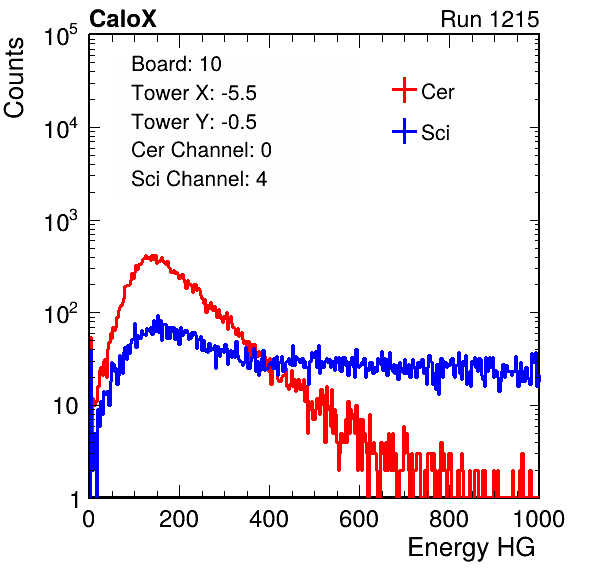 CaloX Run 1215
Counts
10^5
10^4
10^3
10^2
10
1
Board: 10
Tower X: -5.5
Tower Y: -0.5
Cer Channel: 0
Sci Channel: 4
Cer
Sci
0 200 400 600 800 1000
Energy HG